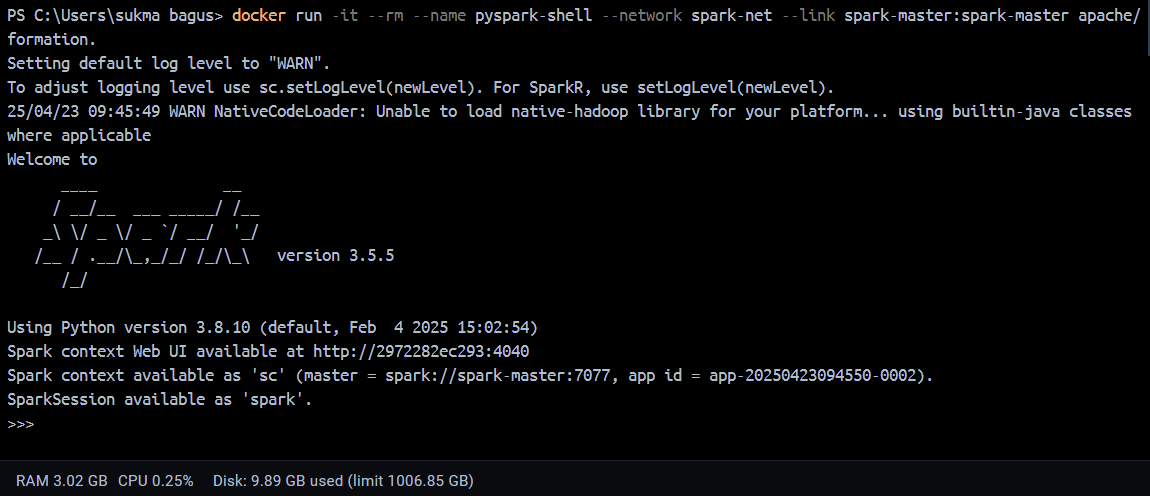 PS C:\Users\sukma bagus> docker run -it --rm --name pyspark-shell --network spark-net --link spark-master:spark-master apache/
formation.
Setting default log level to "WARN".
To adjust logging level use sc.setLogLevel(newLevel). For SparkR, use setLogLevel(newLevel).
25/04/23 09:45:49 WARN NativeCodeLoader: Unable to load native-hadoop library for your platform... using builtin-java classes
where applicable
Welcome to
      ____              __
     / __/__  ___ _____/ /__
    _\ \/ _ \/ _ `/ __/  '_/
   /__ / .__/\_,_/_/ /_/\_\   version 3.5.5
      /_/
Using Python version 3.8.10 (default, Feb  4 2025 15:02:54)
Spark context Web UI available at http://2972282ec293:4040
Spark context available as 'sc' (master = spark://spark-master:7077, app id = app-20250423094550-0002).
SparkSession available as 'spark'.
>>>
RAM 3.02 GB CPU 0.25% Disk: 9.89 GB used (limit 1006.85 GB)